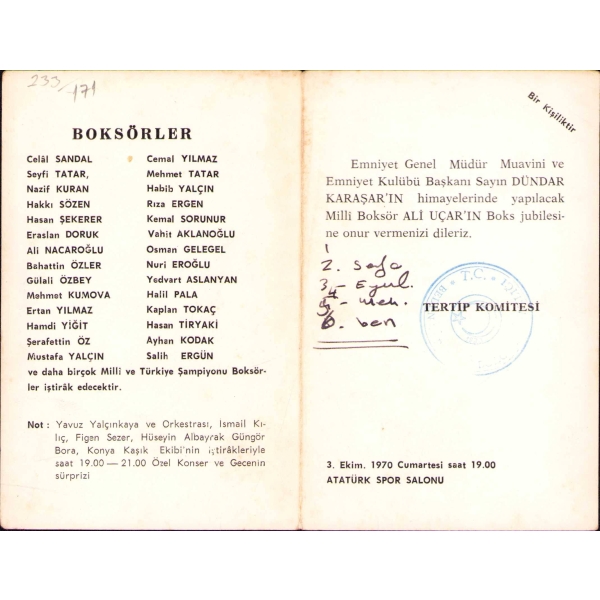 233/171
BOKSÖRLER
Celâl SANDAL
Seyfi TATAR,
Nazif KURAN
Hakkı SÖZEN
Hasan ŞEKERER
Eraslan DORUK
Ali NACAROĞLU
Bahattin ÖZLER
Gülali ÖZBEY
Mehmet KUMOVA
Ertan YILMAZ
Hamdi YİĞİT
Şerafettin ÖZ
Mustafa YALÇIN
Cemal YILMAZ
Mehmet TATAR
Habib YALÇIN
Rıza ERGEN
Kemal SORUNUR
Vahit AKLANOĞLU
Osman GELEGEL
Nuri EROĞLU
Yedvart ASLANYAN
Halil PALA
Kaplan TOKAÇ
Hasan TİRYAKİ
Ayhan KODAK
Salih ERGÜN
ve daha birçok Milli ve Türkiye Şampiyonu Boksör-
ler iştirâk edecektir.
Not : Yavuz Yalçınkaya ve Orkestrası, İsmail Kı-
lıç, Figen Sezer, Hüseyin Albayrak Güngör
Bora, Konya Kaşık Ekibi'nin iştirâkleriyle
saat 19.00 — 21.00 Özel Konser ve Gecenin
sürprizi
Bir Kişiliktir
Emniyet Genel Müdür Muavini ve
Emniyet Kulübü Başkanı Sayın DÜNDAR
KARAŞAR'IN himayelerinde yapılacak
Milli Boksör ALİ UÇAR'IN Boks jubilesi-
ne onur vermenizi dileriz.
1
2. Sefa
6. ben
T.C.
TERTİP KOMİTESİ
3. Ekim. 1970 Cumartesi saat 19.00
ATATÜRK SPOR SALONU